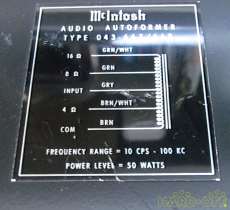 McIntosh
AUDIO AUTOFORMER
TYPE 043
16 Ω GRN/WHT
8 Ω GRN
INPUT GRY
4 Ω BRN/WHT
COM BRN
FREQUENCY RANGE = 10 CPS - 100 KC
POWER LEVEL = 50 WATTS